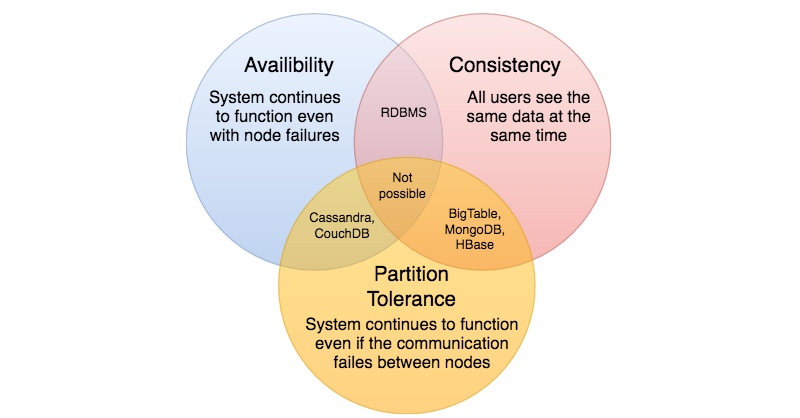 Availibility
System continues
to function even
with node failures
Consistency
All users see the
same data at the
same time
RDBMS
Not
possible
Cassandra,
CouchDB
BigTable,
MongoDB,
HBase
Partition
Tolerance
System continues to function
even if the communication
failes between nodes